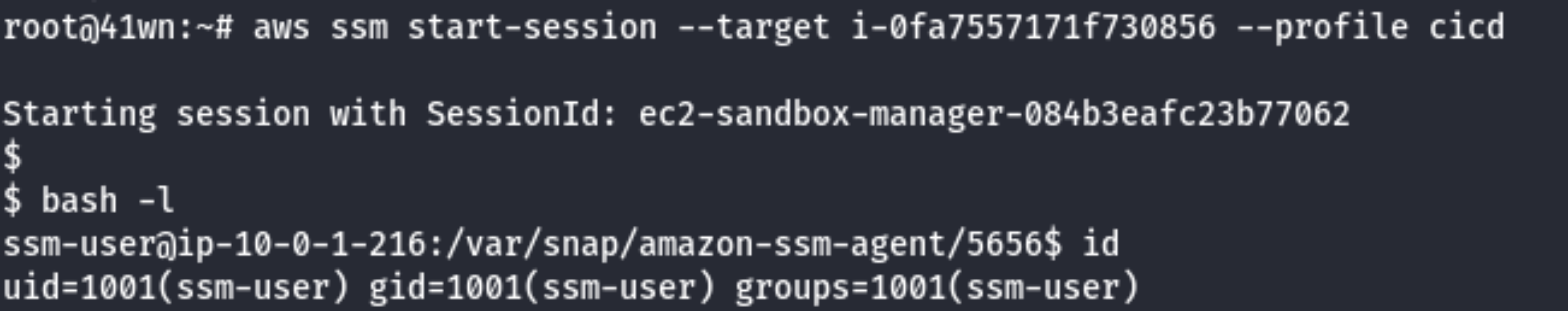 root@41wn:~# aws ssm start-session --target i-0fa7557171f730856 --profile cicd
Starting session with SessionId: ec2-sandbox-manager-084b3eafc23b77062
$
$ bash -l
ssm-user@ip-10-0-1-216:/var/snap/amazon-ssm-agent/5656$ id
uid=1001(ssm-user) gid=1001(ssm-user) groups=1001(ssm-user)